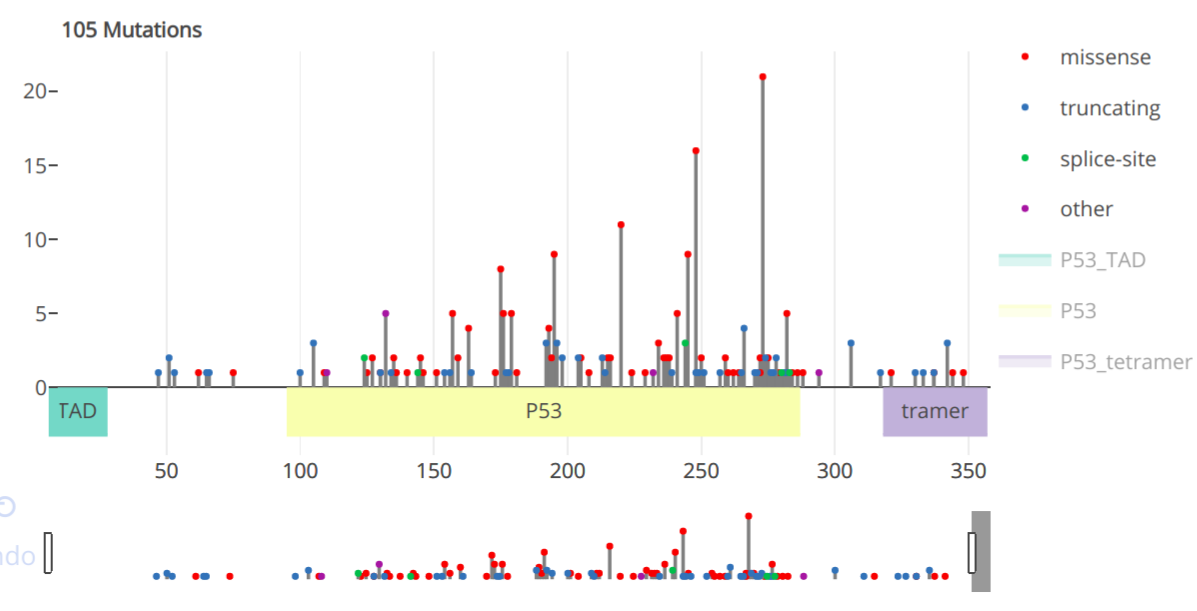 105 Mutations
20
15
10
5
0
TAD
P53
tramer
50
100
150
200
250
300
350
missense
truncating
splice-site
other
P53_TAD
P53
P53_tetramer
ndo